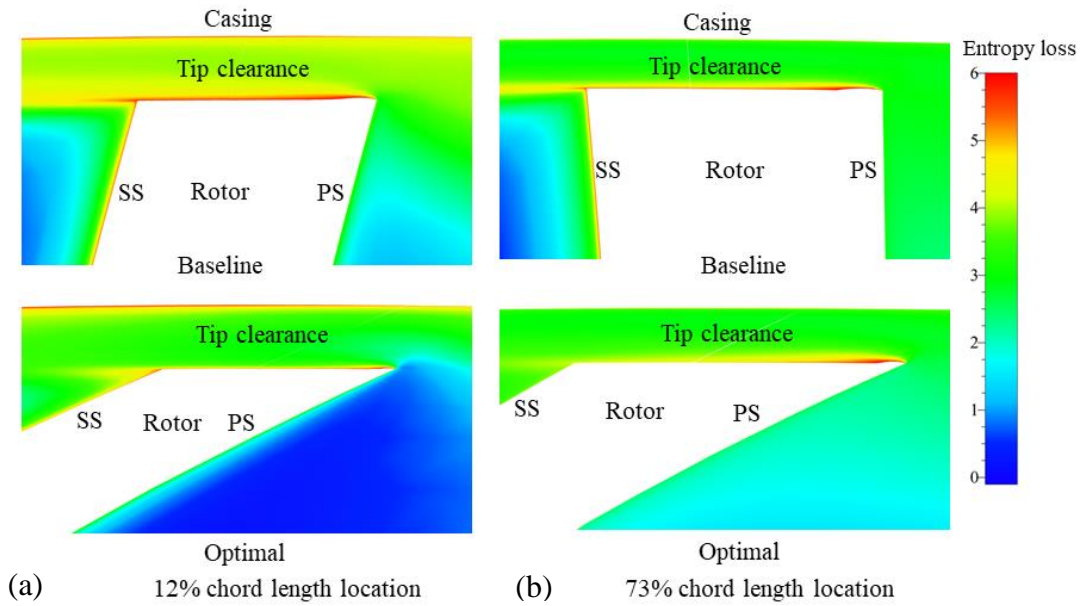 Casing
Tip clearance
SS
Rotor
PS
Baseline
Tip clearance
SS
Rotor
PS
Optimal
(a)
12% chord length location
Casing
Tip clearance
SS
Rotor
PS
Baseline
Tip clearance
SS
Rotor
PS
Optimal
(b)
73% chord length location
Entropy loss
6
5
4
3
2
1
0